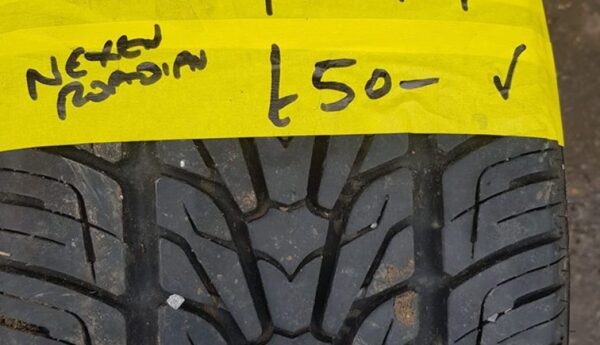 NEXEN
ROADIAN
£50- ✓